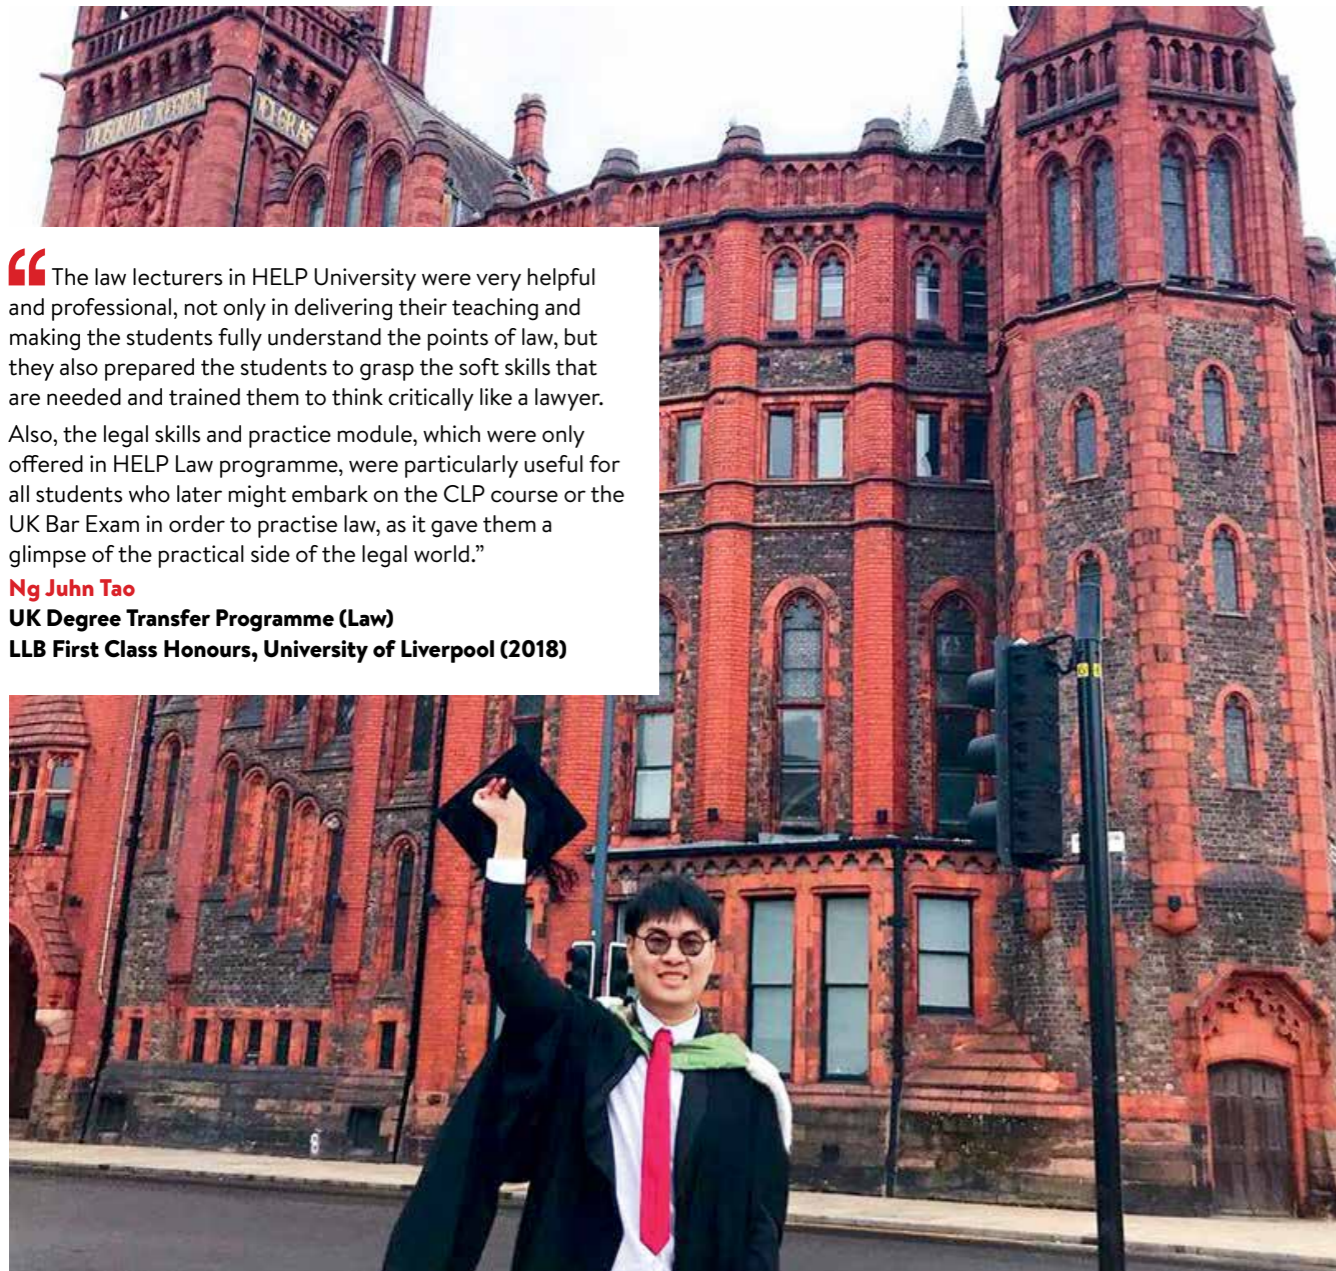 VICTORIAE REGINAE
“The law lecturers in HELP University were very helpful
and professional, not only in delivering their teaching and
making the students fully understand the points of law, but
they also prepared the students to grasp the soft skills that
are needed and trained them to think critically like a lawyer.
Also, the legal skills and practice module, which were only
offered in HELP Law programme, were particularly useful for
all students who later might embark on the CLP course or the
UK Bar Exam in order to practise law, as it gave them a
glimpse of the practical side of the legal world.”
Ng Juhn Tao
UK Degree Transfer Programme (Law)
LLB First Class Honours, University of Liverpool (2018)